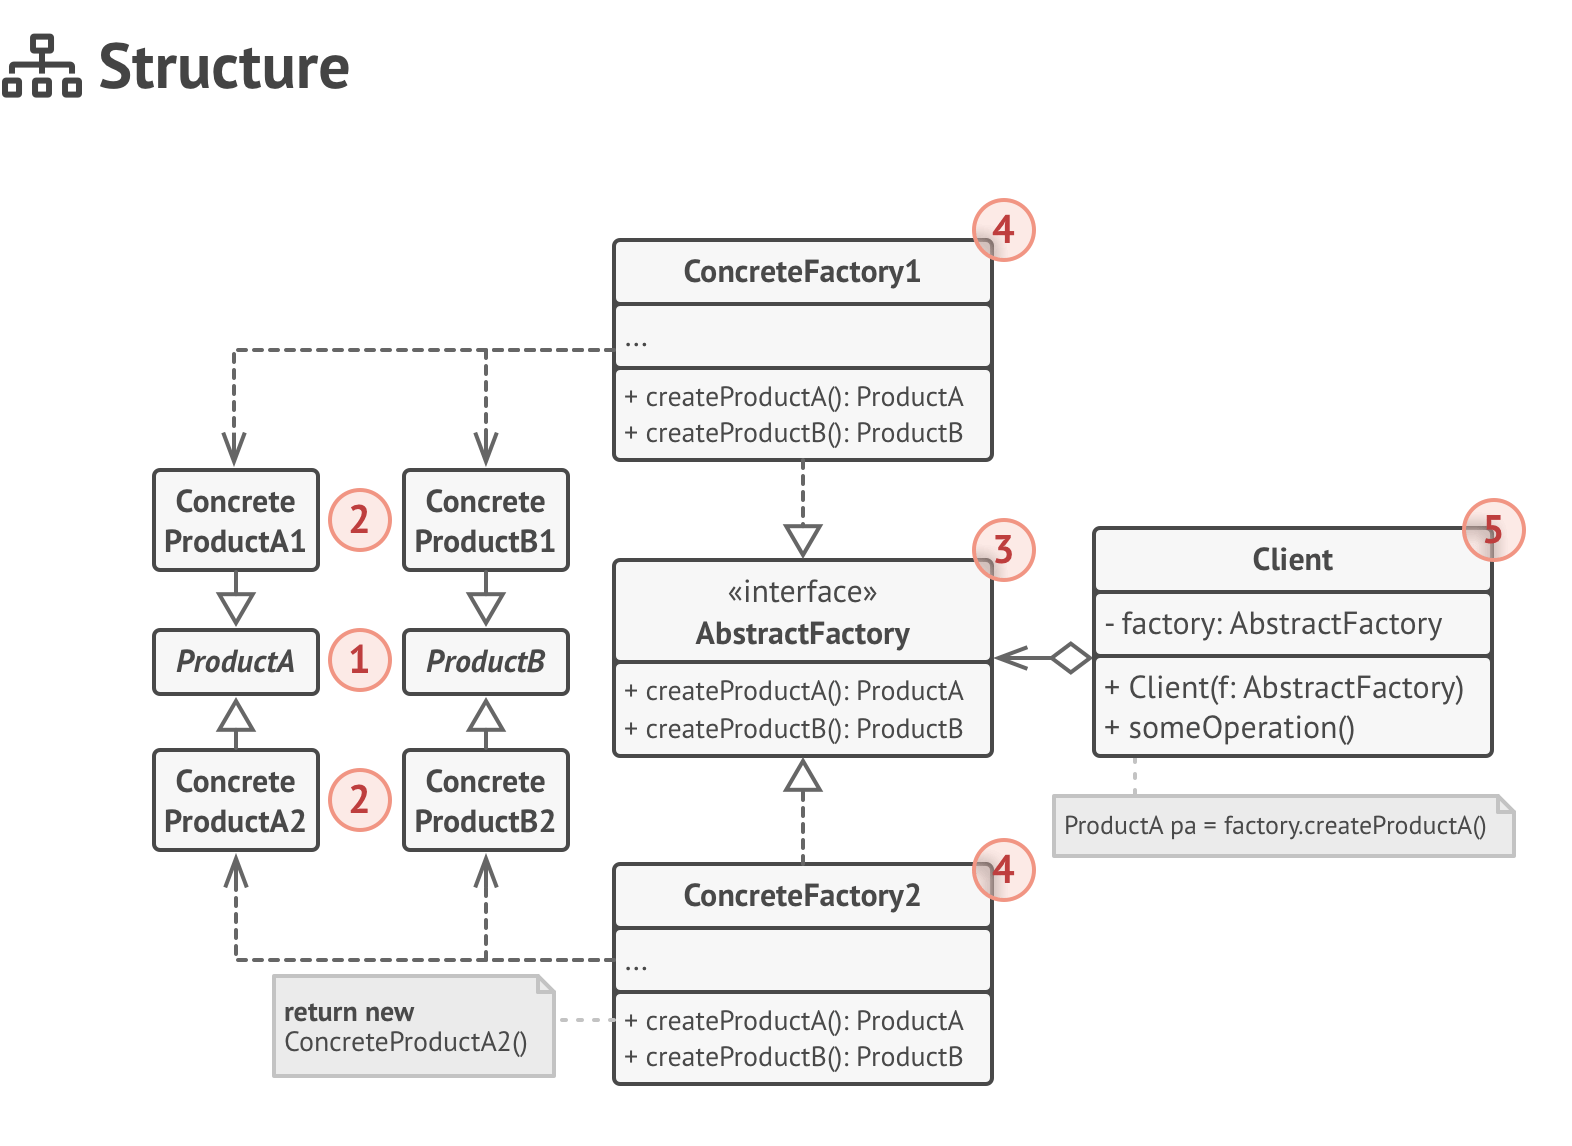 Structure
4
ConcreteFactory1
...
+ createProductA(): ProductA
+ createProductB(): ProductB
Concrete
ProductA1
2
Concrete
ProductB1
ProductA
1
ProductB
Concrete
ProductA2
2
Concrete
ProductB2
3
«interface»
AbstractFactory
+ createProductA(): ProductA
+ createProductB(): ProductB
5
Client
- factory: AbstractFactory
+ Client(f: AbstractFactory)
+ someOperation()
ProductA pa = factory.createProductA()
4
ConcreteFactory2
...
+ createProductA(): ProductA
+ createProductB(): ProductB
return new
ConcreteProductA2()